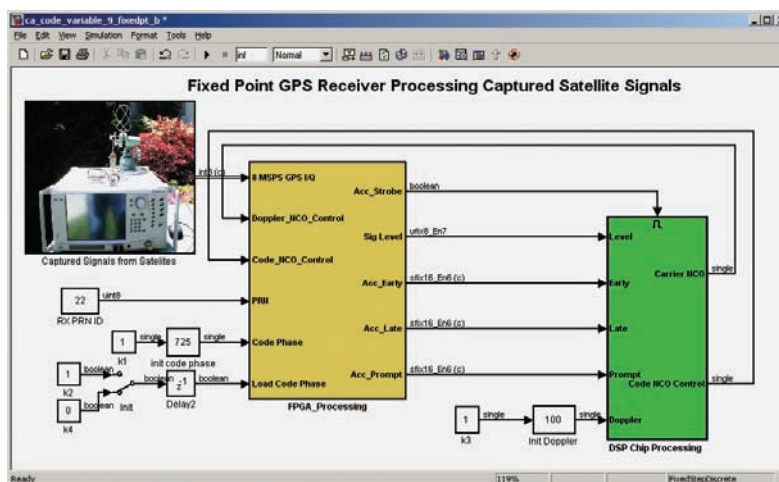 ca_code_variable_9_fixedpt_b *
File Edit View Simulation Format Tools Help
inf Normal
Fixed Point GPS Receiver Processing Captured Satellite Signals
Captured Signals from Satelites
int8 (c)
8 MSPS GPS I/Q
Doppler_NCO_Control
Code_NCO_Control
PRN
Code Phase
Load Code Phase
Acc_Strobe
Sig Level
Acc_Early
Acc_Late
Acc_Prompt
FPGA_Processing
boolean
ufix8_En7
sfix16_En6 (c)
sfix16_En6 (c)
sfix16_En6 (c)
Level
Early
Late
Prompt
Doppler
Carrier NCO
Code NCO Control
DSP Chip Processing
single
single
22
uint8
RX PRN ID
1
single
k1
725
single
init code phase
1
boolean
k2
0
boolean
k4
Init
boolean
z-1
boolean
Delay2
1
single
k3
100
single
Init Doppler
Ready
119%
FixedStepDiscrete